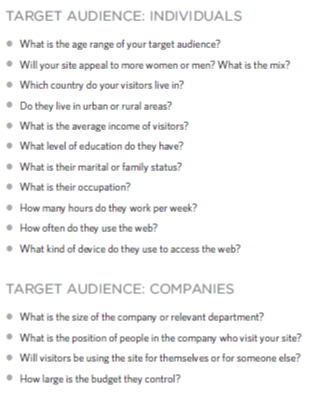 TARGET AUDIENCE: INDIVIDUALS
• What is the age range of your target audience?
• Will your site appeal to more women or men? What is the mix?
• Which country do your visitors live in?
• Do they live in urban or rural areas?
• What is the average income of visitors?
• What level of education do they have?
• What is their marital or family status?
• What is their occupation?
• How many hours do they work per week?
• How often do they use the web?
• What kind of device do they use to access the web?
TARGET AUDIENCE: COMPANIES
• What is the size of the company or relevant department?
• What is the position of people in the company who visit your site?
• Will visitors be using the site for themselves or for someone else?
• How large is the budget they control?